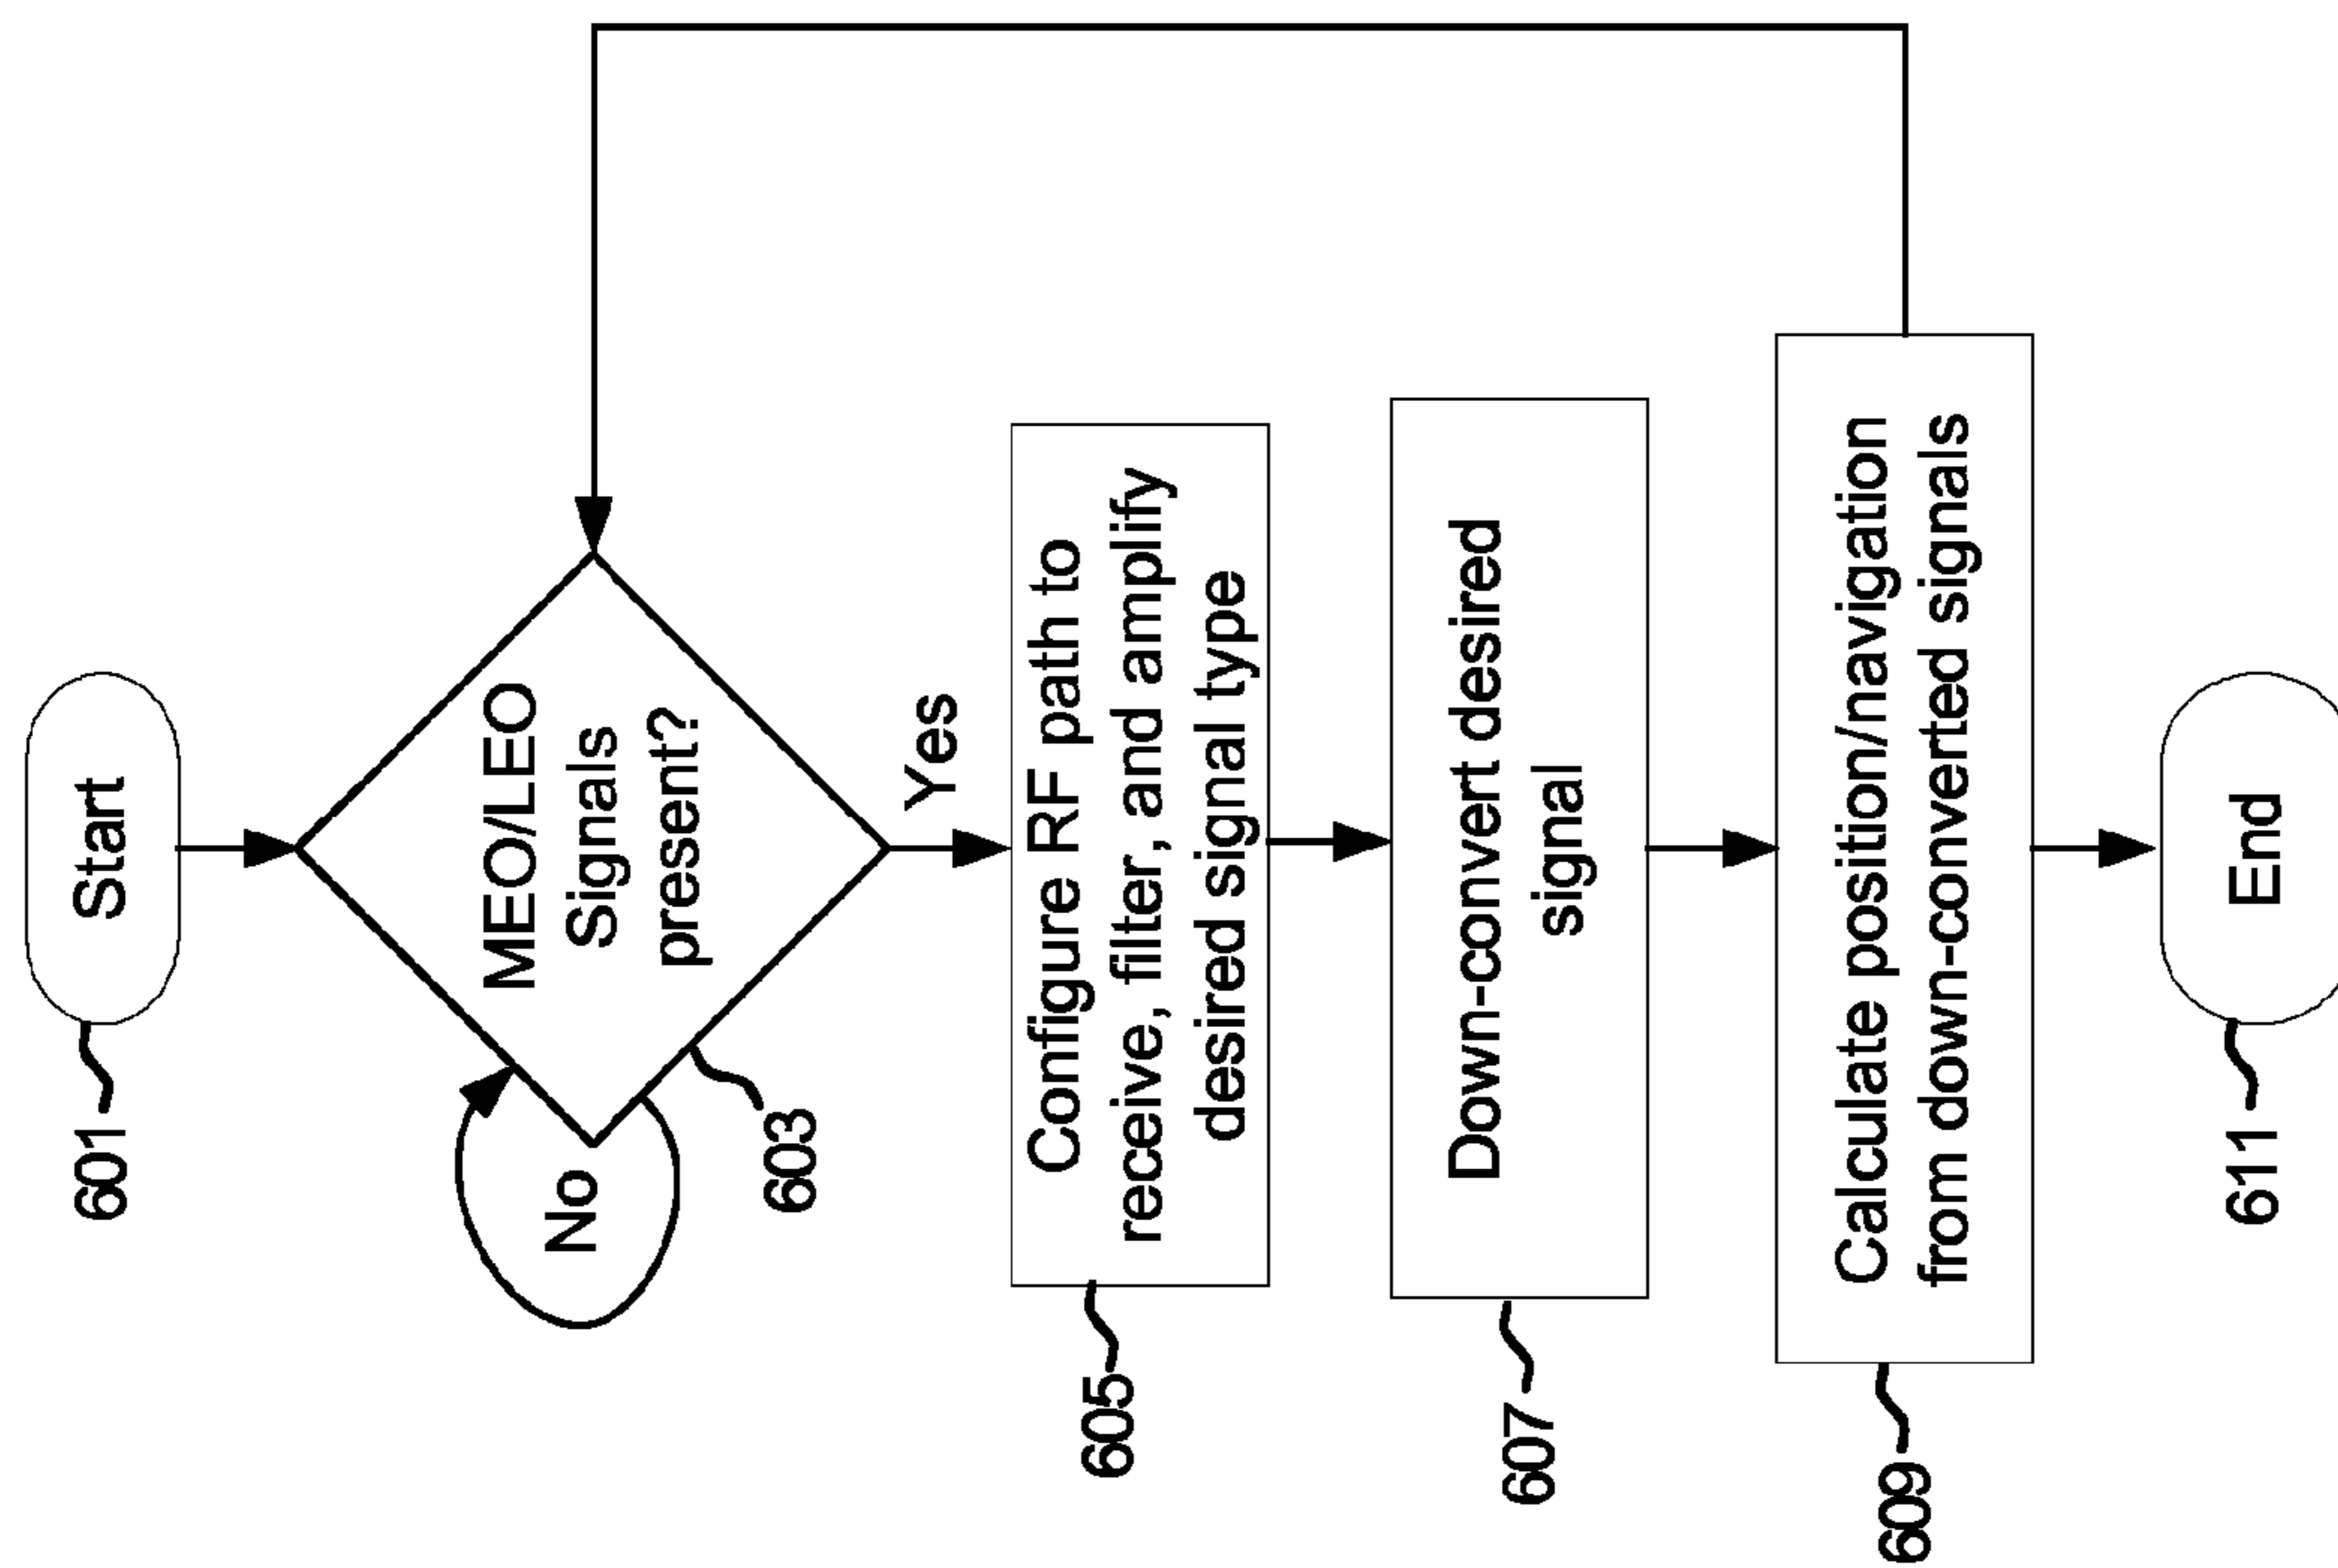 Start
601
MEO/LEO
Signals
present?
No
603
Yes
Configure RF path to
receive, filter, and amplify
desired signal type
605
Down-convert desired
signal
607
Calculate position/navigation
from down-converted signals
609
End
611